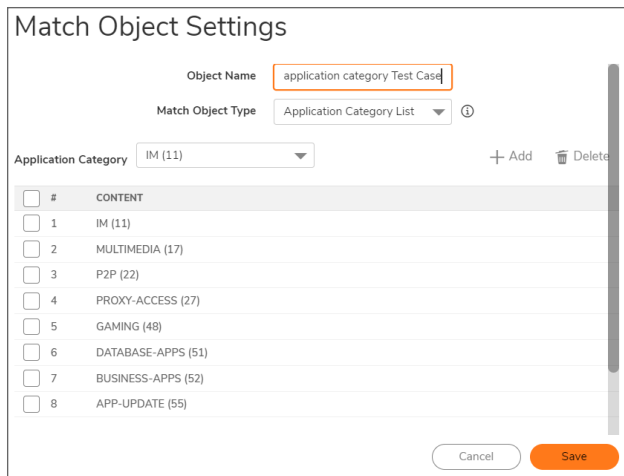 Match Object Settings
Object Name application category Test Case
Match Object Type Application Category List
Application Category IM (11) Add Delete
# CONTENT
1 IM (11)
2 MULTIMEDIA (17)
3 P2P (22)
4 PROXY-ACCESS (27)
5 GAMING (48)
6 DATABASE-APPS (51)
7 BUSINESS-APPS (52)
8 APP-UPDATE (55)
Cancel Save